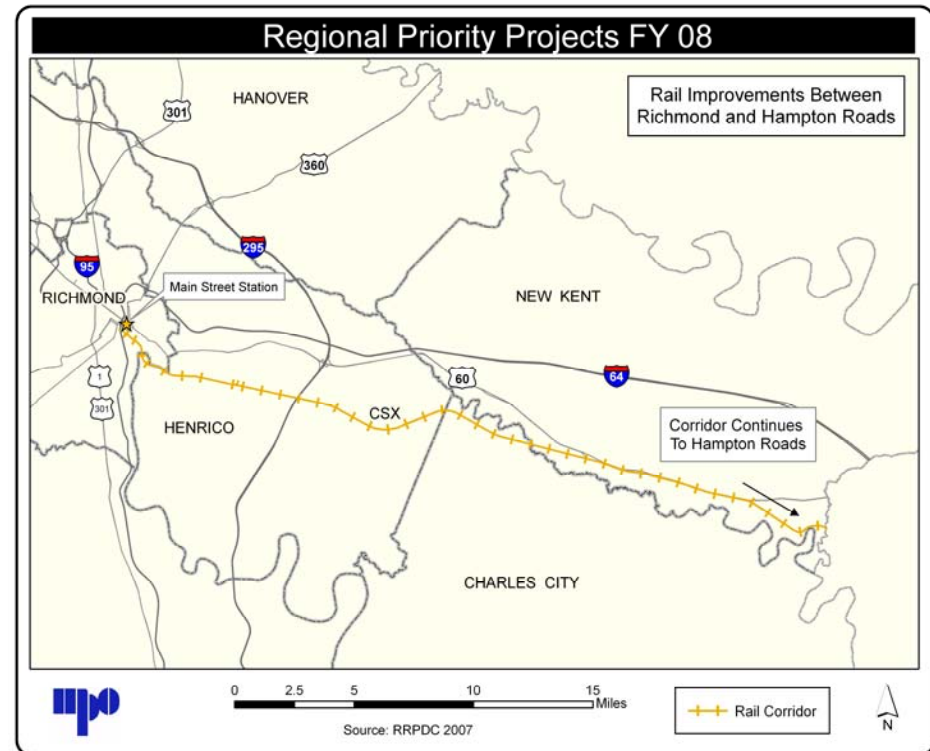 Regional Priority Projects FY 08
HANOVER
301
Rail Improvements Between
Richmond and Hampton Roads
360
295
95
Main Street Station
RICHMOND
NEW KENT
1
301
60
64
CSX
HENRICO
Corridor Continues
To Hampton Roads
CHARLES CITY
mpo
0 2.5 5 10 15
Miles
Source: RRPDC 2007
Rail Corridor
N